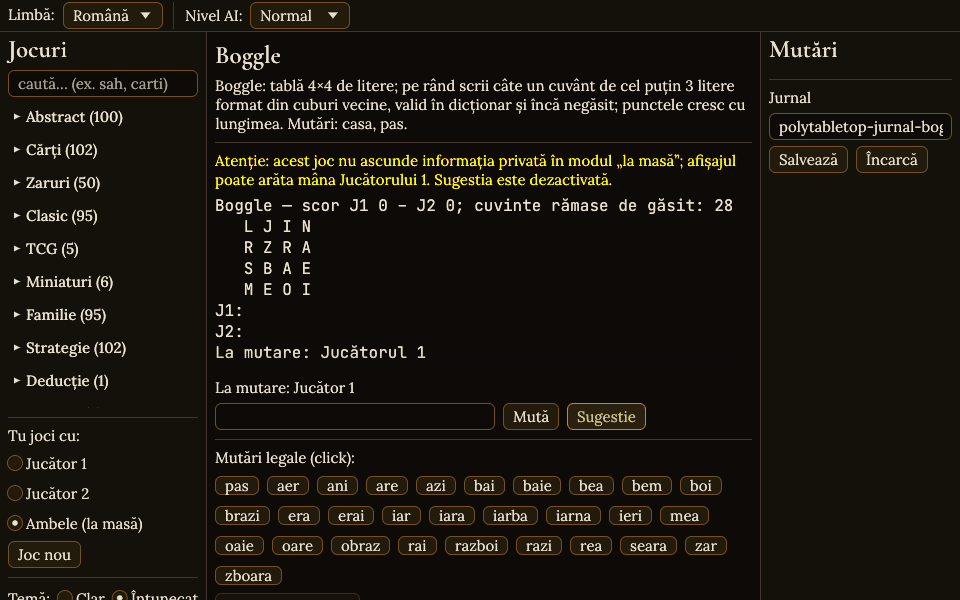 Limbă: Română ▼ Nivel AI: Normal ▼
Jocuri
caută... (ex. sah, carti)
▸ Abstract (100)
▸ Cărți (102)
▸ Zaruri (50)
▸ Clasic (95)
▸ TCG (5)
▸ Miniaturi (6)
▸ Familie (95)
▸ Strategie (102)
▸ Deducție (1)
Tu joci cu:
Jucător 1
Jucător 2
Ambele (la masă)
Joc nou
Temă: Clar Întunecat
Boggle
Boggle: tablă 4×4 de litere; pe rând scrii câte un cuvânt de cel puțin 3 litere
format din cuburi vecine, valid în dicționar și încă negăsit; punctele cresc cu
lungimea. Mutări: casa, pas.
Atenție: acest joc nu ascunde informația privată în modul „la masă”; afișajul
poate arăta mâna Jucătorului 1. Sugestia este dezactivată.
Boggle — scor J1 0 – J2 0; cuvinte rămase de găsit: 28
L J I N
R Z R A
S B A E
M E O I
J1:
J2:
La mutare: Jucătorul 1
La mutare: Jucător 1
Mută Sugestie
Mutări legale (click):
pas aer ani are azi bai baie bea bem boi
brazi era erai iar iara iarba iarna ieri mea
oaie oare obraz rai razboi razi rea seara zar
zboara
Mutări
Jurnal
polytabletop-jurnal-bog
Salvează Încarcă